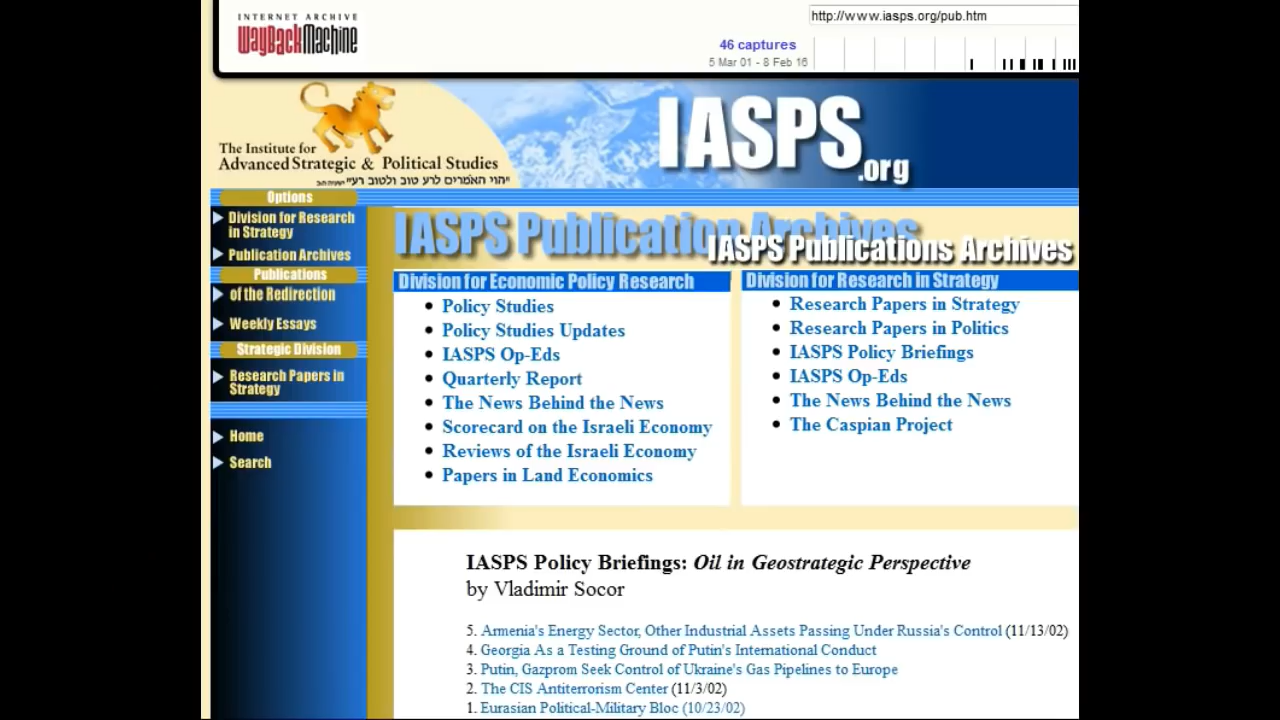 INTERNET ARCHIVE
WayBackMachine
http://www.iasps.org/pub.htm
46 captures
5 Mar 01 - 8 Feb 16
The Institute for
Advanced Strategic & Political Studies
"הוי האמרים לרע טוב ולטוב רע"
IASPS
.org
Options
Division for Research
in Strategy
Publication Archives
Publications
of the Redirection
Weekly Essays
Strategic Division
Research Papers in
Strategy
Home
Search
IASPS Publication Archives
IASPS Publications Archives
Division for Economic Policy Research
• Policy Studies
• Policy Studies Updates
• IASPS Op-Eds
• Quarterly Report
• The News Behind the News
• Scorecard on the Israeli Economy
• Reviews of the Israeli Economy
• Papers in Land Economics
Division for Research in Strategy
• Research Papers in Strategy
• Research Papers in Politics
• IASPS Policy Briefings
• IASPS Op-Eds
• The News Behind the News
• The Caspian Project
IASPS Policy Briefings: Oil in Geostrategic Perspective
by Vladimir Socor
5. Armenia's Energy Sector, Other Industrial Assets Passing Under Russia's Control (11/13/02)
4. Georgia As a Testing Ground of Putin's International Conduct
3. Putin, Gazprom Seek Control of Ukraine's Gas Pipelines to Europe
2. The CIS Antiterrorism Center (11/3/02)
1. Eurasian Political-Military Bloc (10/23/02)